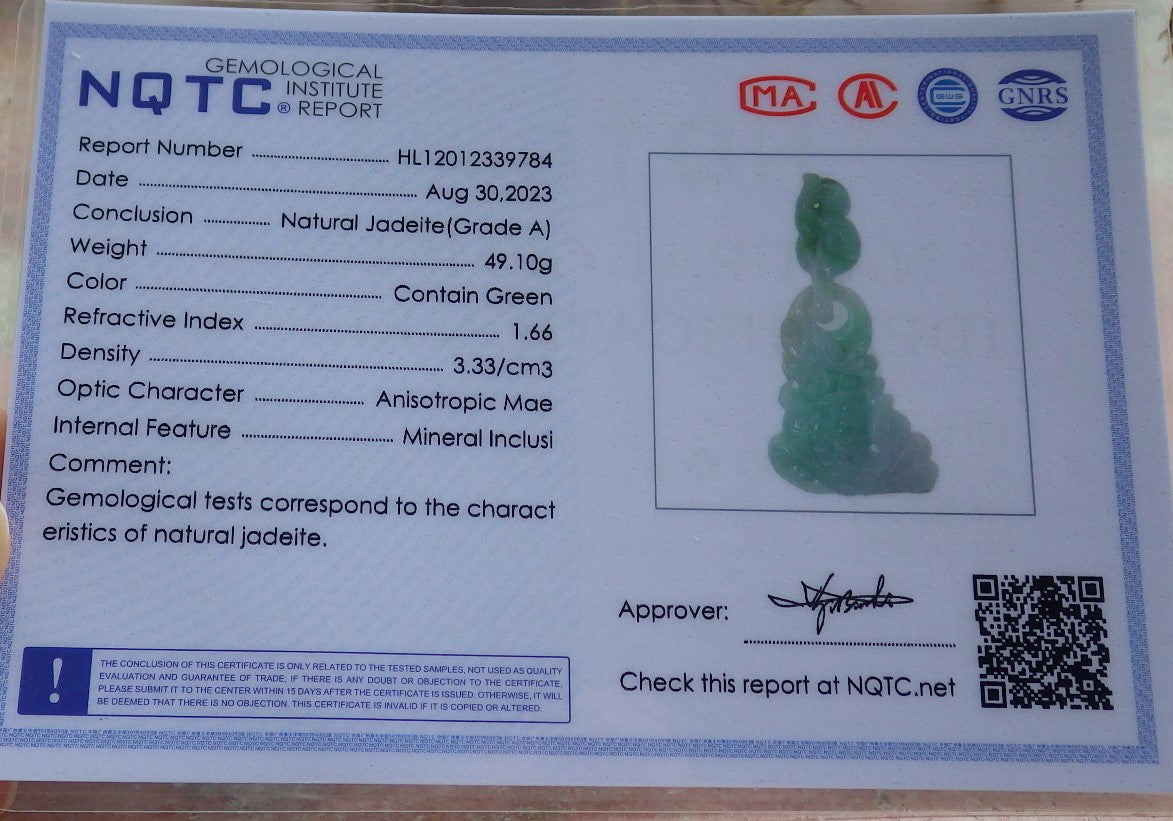 NQTC® GEMOLOGICAL
INSTITUTE
REPORT
MA
GNRS
Report Number HL12012339784
Date Aug 30,2023
Conclusion Natural Jadeite(Grade A)
Weight 49.10g
Color Contain Green
Refractive Index 1.66
Density 3.33/cm3
Optic Character Anisotropic Mae
Internal Feature Mineral Inclusi
Comment:
Gemological tests correspond to the charact
eristics of natural jadeite.
Approver:
Check this report at NQTC.net
!
THE CONCLUSION OF THIS CERTIFICATE IS ONLY RELATED TO THE TESTED SAMPLES, NOT USED AS QUALITY
EVALUATION AND GUARANTEE OF TRADE; IF THERE IS ANY DOUBT OR OBJECTION TO THE CERTIFICATE,
PLEASE SUBMIT IT TO THE CENTER WITHIN 15 DAYS AFTER THE CERTIFICATE IS ISSUED. OTHERWISE, IT WILL
BE DEEMED THAT THERE IS NO OBJECTION. THIS CERTIFICATE IS INVALID IF IT IS COPIED OR ALTERED.